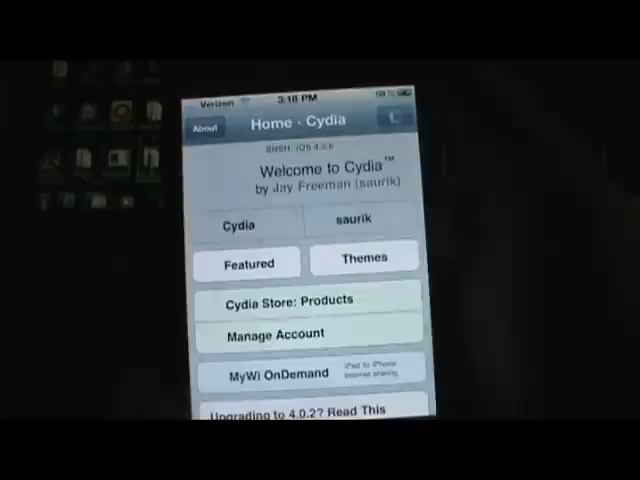 Verizon 3:18 PM
About Home - Cydia
SHSH: iOS 4.2.6
Welcome to Cydia™
by Jay Freeman (saurik)
Cydia saurik
Featured Themes
Cydia Store: Products
Manage Account
MyWi OnDemand iPad to iPhone
Internet sharing
Upgrading to 4.0.2? Read This